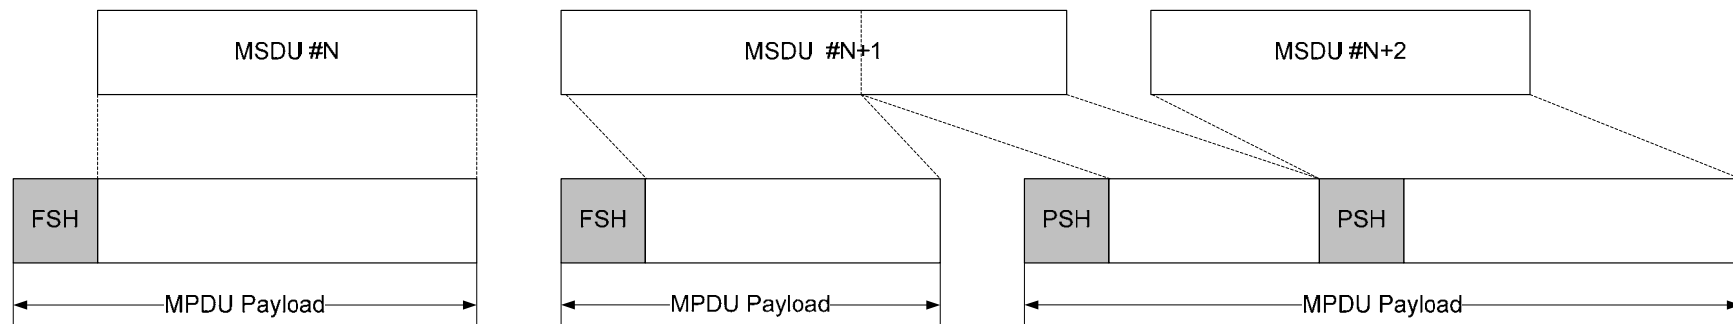 MSDU #N
MSDU #N+1
MSDU #N+2
FSH
FSH
PSH
PSH
MPDU Payload
MPDU Payload
MPDU Payload